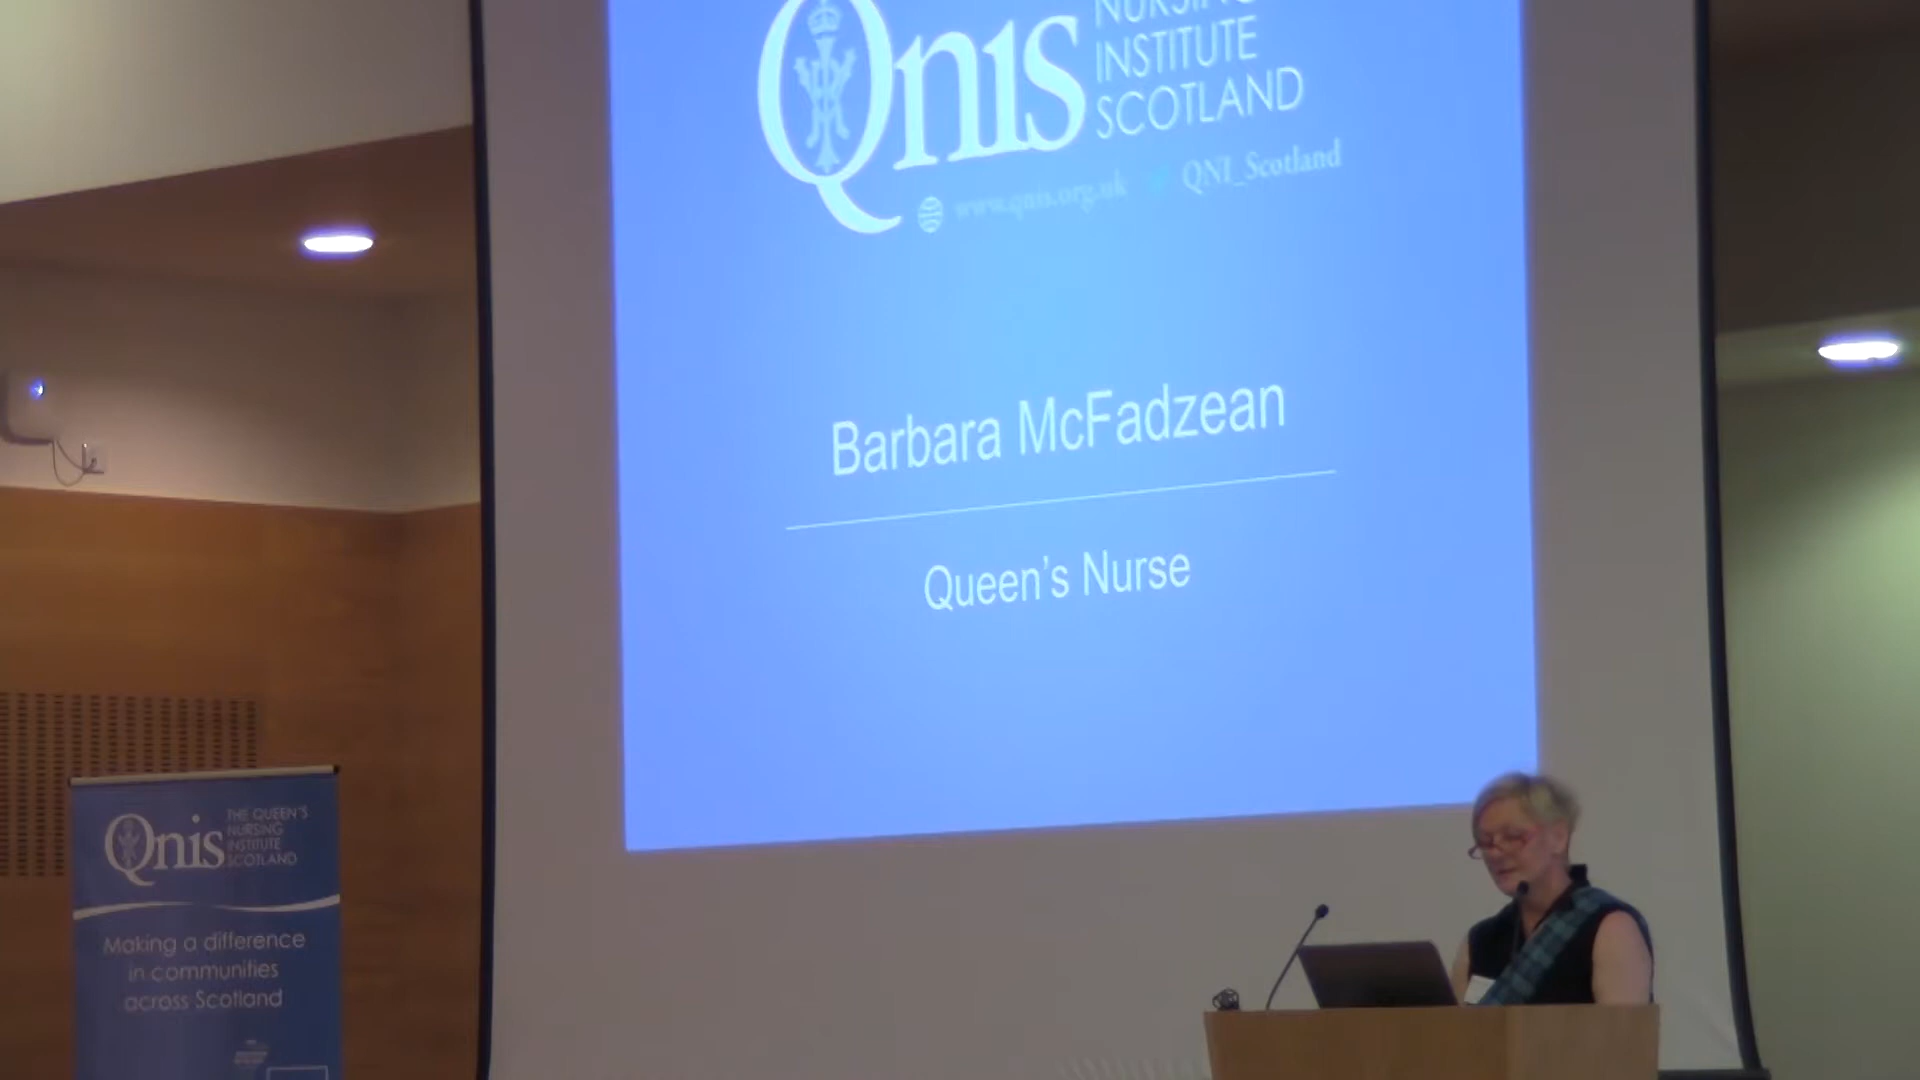 Qnis
NURSING
INSTITUTE
SCOTLAND
www.qnis.org.uk QNI_Scotland
Barbara McFadzean
Queen's Nurse
Qnis
THE QUEEN'S
NURSING
INSTITUTE
SCOTLAND
Making a difference
in communities
across Scotland